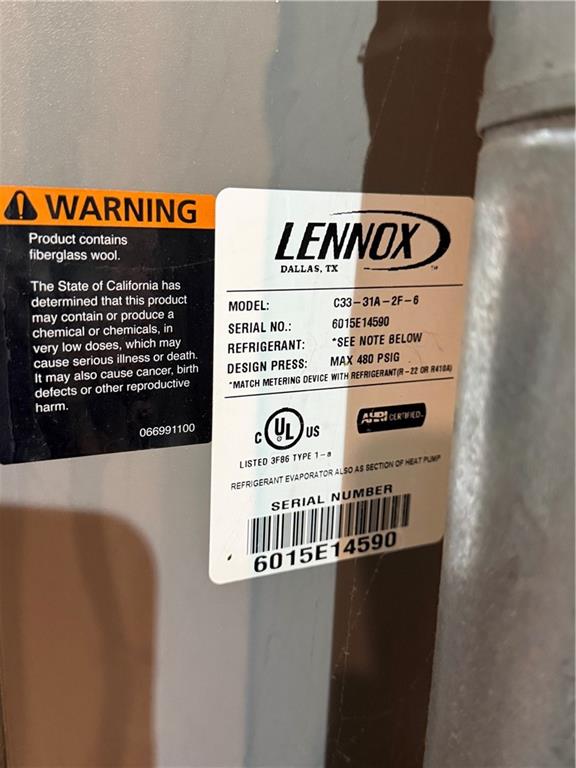 WARNING
Product contains
fiberglass wool.
The State of California has
determined that this product
may contain or produce a
chemical or chemicals, in
very low doses, which may
cause serious illness or death.
It may also cause cancer, birth
defects or other reproductive
harm.
066991100
LENNOX
DALLAS, TX
MODEL: C33-31A-2F-6
SERIAL NO.: 6015E14590
REFRIGERANT: *SEE NOTE BELOW
DESIGN PRESS: MAX 480 PSIG
*MATCH METERING DEVICE WITH REFRIGERANT(R-22 OR R410A)
C UL US
AHRI CERTIFIED
LISTED 3F86 TYPE 1-a
REFRIGERANT EVAPORATOR ALSO AS SECTION OF HEAT PUMP
SERIAL NUMBER
6015E14590